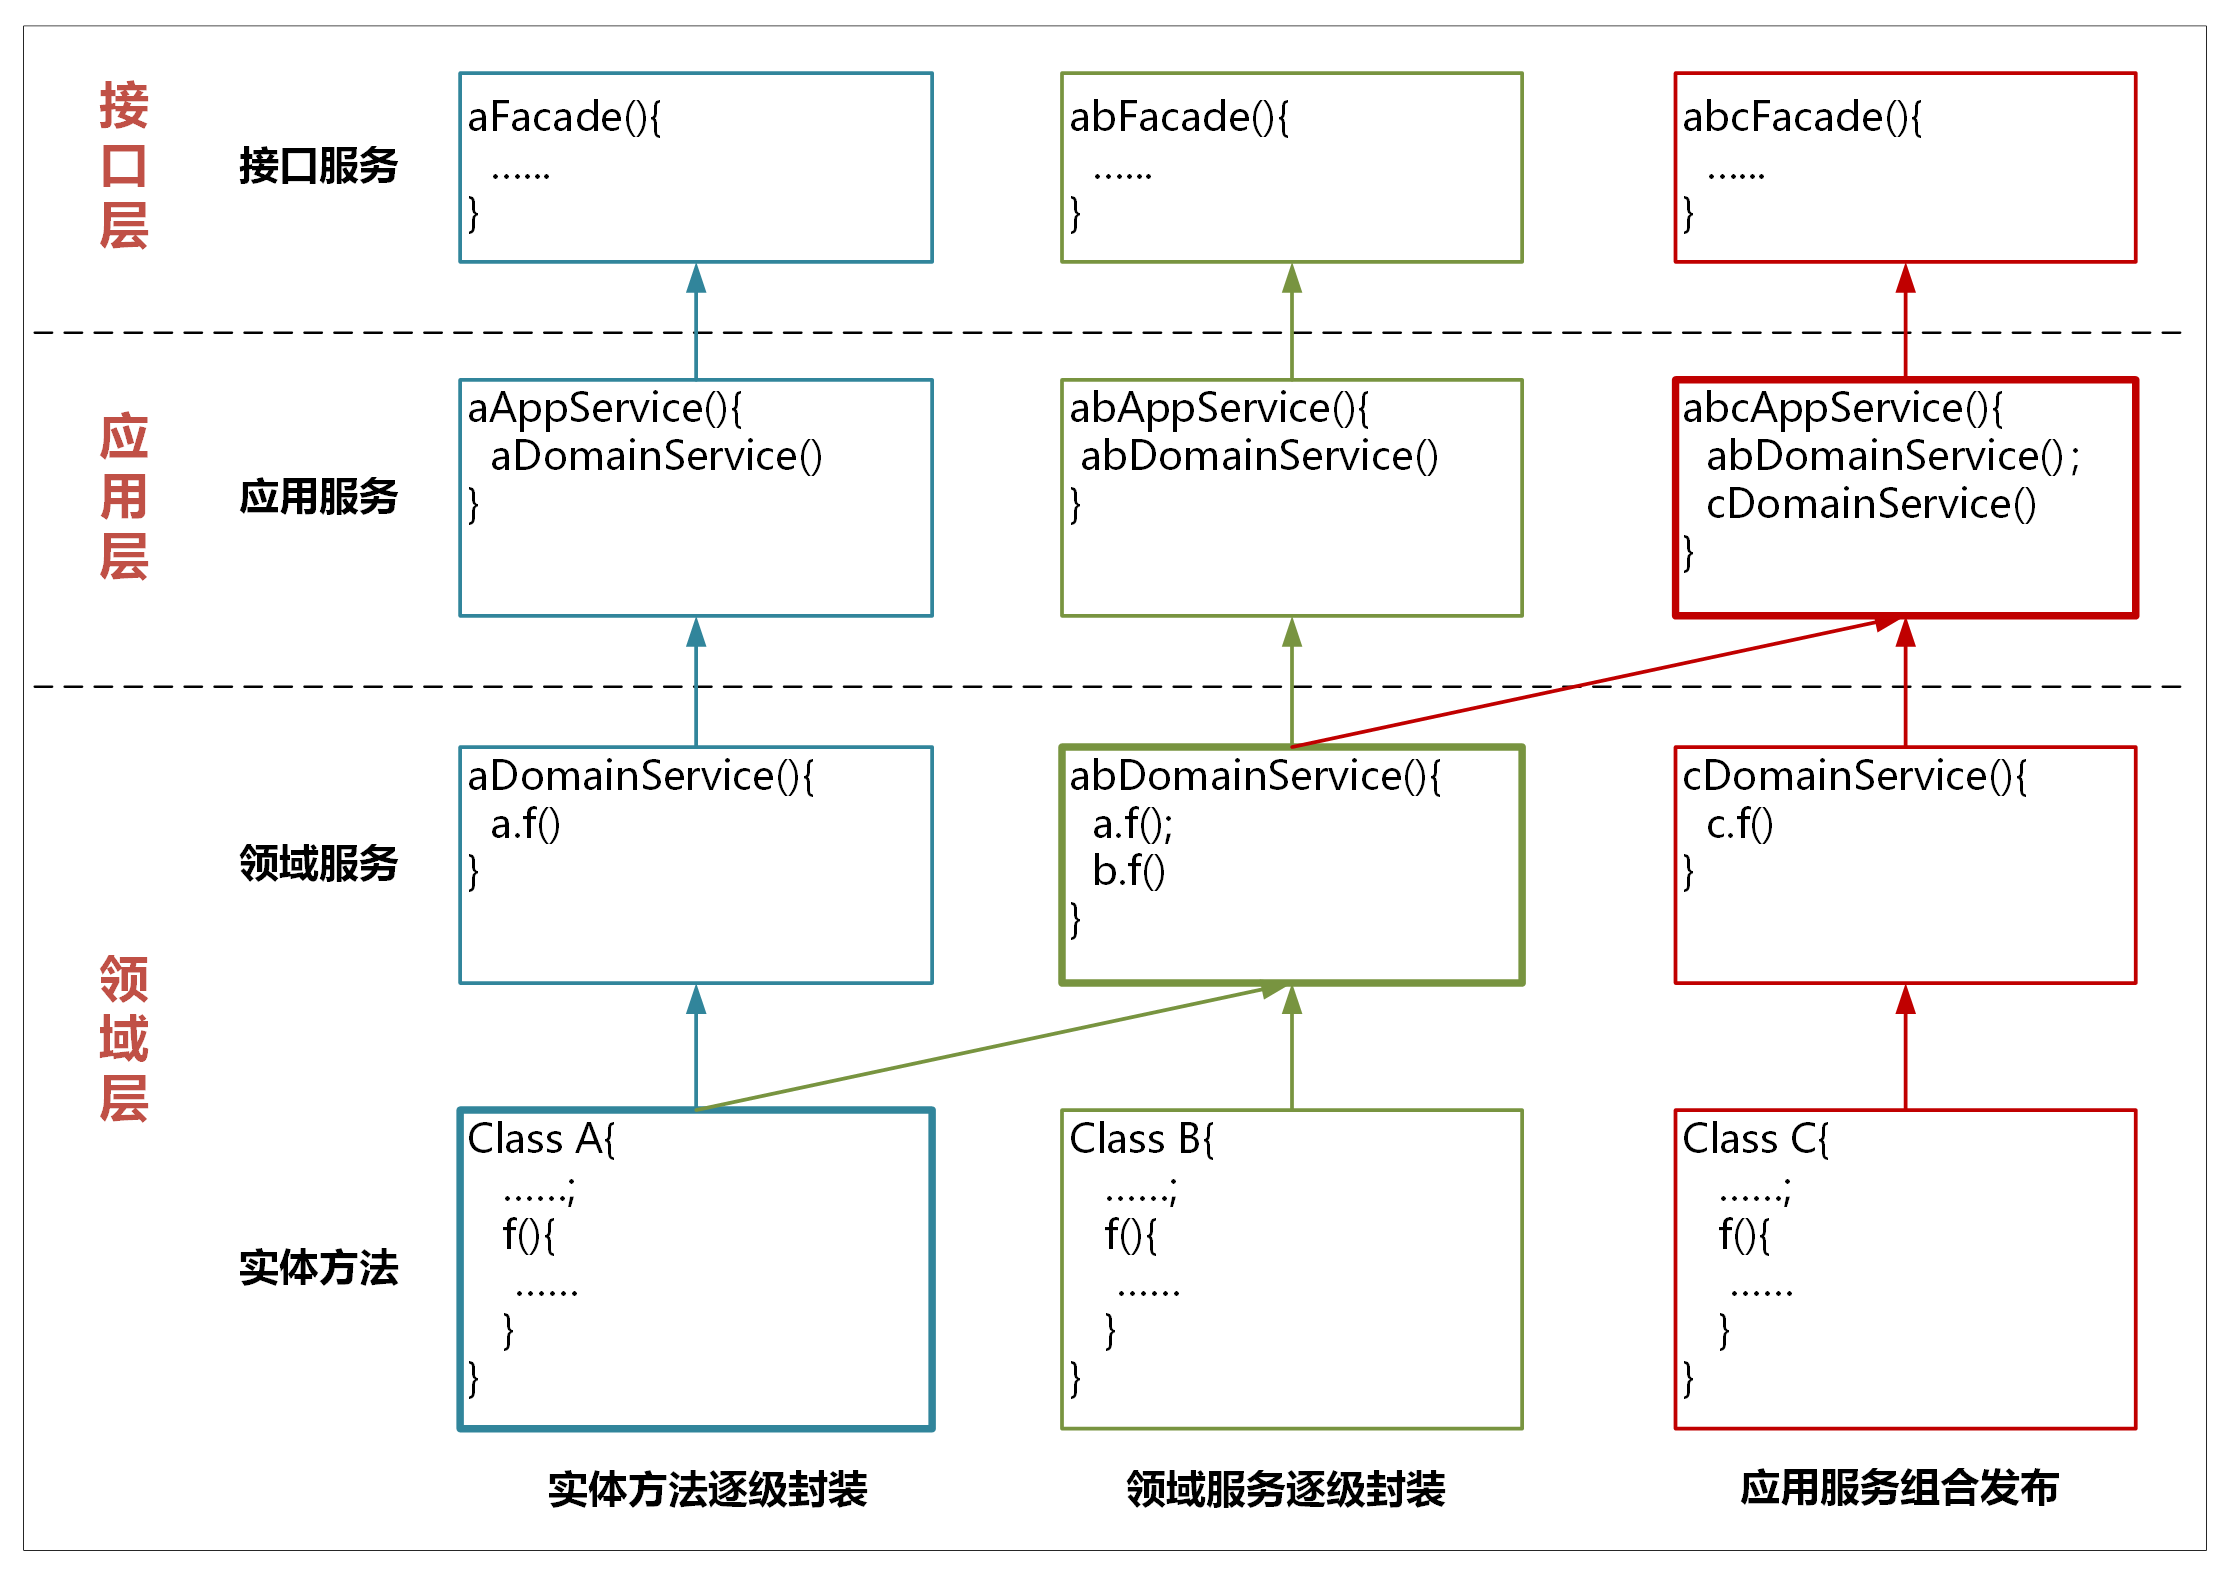 接口层
接口服务
aFacade(){
......
}
abFacade(){
......
}
abcFacade(){
......
}
应用层
应用服务
aAppService(){
aDomainService()
}
abAppService(){
abDomainService()
}
abcAppService(){
abDomainService();
cDomainService()
}
领域层
领域服务
aDomainService(){
a.f()
}
abDomainService(){
a.f();
b.f()
}
cDomainService(){
c.f()
}
实体方法
Class A{
......;
f(){
......
}
}
Class B{
......;
f(){
......
}
}
Class C{
......;
f(){
......
}
}
实体方法逐级封装
领域服务逐级封装
应用服务组合发布